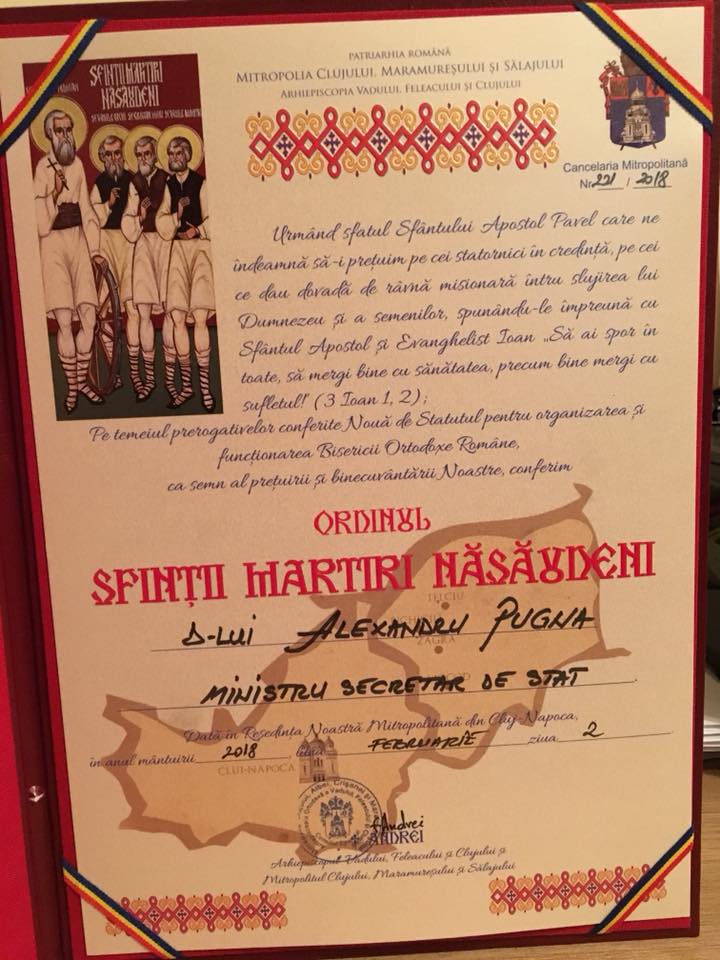 SFINȚII MARTIRI
NĂSĂUDENI
PATRIARHIA ROMÂNĂ
MITROPOLIA CLUJULUI, MARAMUREȘULUI ȘI SĂLAJULUI
ARHIEPISCOPIA VADULUI, FELEACULUI ȘI CLUJULUI
Cancelaria Mitropolitană
Nr. 221 / 2018
Urmând sfatul Sfântului Apostol Pavel care ne
îndeamnă să-i prețuim pe cei statornici în credință, pe cei
ce dau dovadă de râvnă misionară întru slujirea lui
Dumnezeu și a semenilor, spunându-le împreună cu
Sfântul Apostol și Evanghelist Ioan „Să ai spor în
toate, să mergi bine cu sănătatea, precum bine mergi cu
sufletul!" (3 Ioan 1, 2);
Pe temeiul prerogativelor conferite Nouă de Statutul pentru organizarea și
funcționarea Bisericii Ortodoxe Române,
ca semn al prețuirii și binecuvântării Noastre, conferim
ORDINUL
SFINȚII MARTIRI NĂSĂUDENI
TELCIU
ZAGRA
D-LUI ALEXANDRU PUGNA
MINISTRU SECRETAR DE STAT
Dată în Reședința Noastră Mitropolitană din Cluj-Napoca,
în anul mântuirii 2018 luna FEBRUARIE ziua 2
CLUJ-NAPOCA
†Andrei
ANDREI
Arhiepiscopul Vadului, Feleacului și Clujului și
Mitropolitul Clujului, Maramureșului și Sălajului